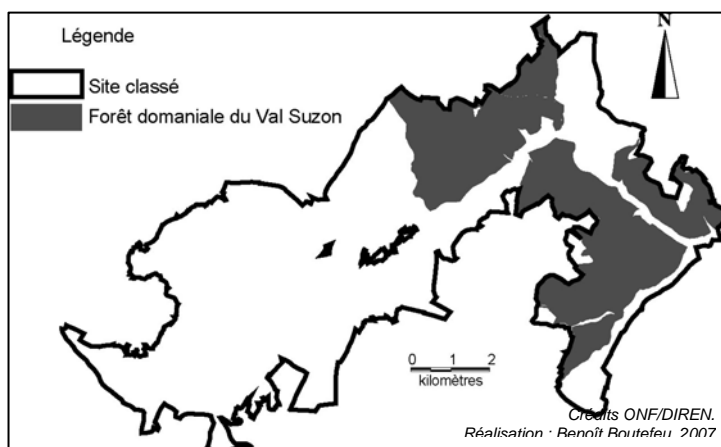 Légende
N
Site classé
Forêt domaniale du Val Suzon
0 1 2
kilomètres
Crédits ONF/DIREN.
Réalisation : Benoît Boutefeu, 2007